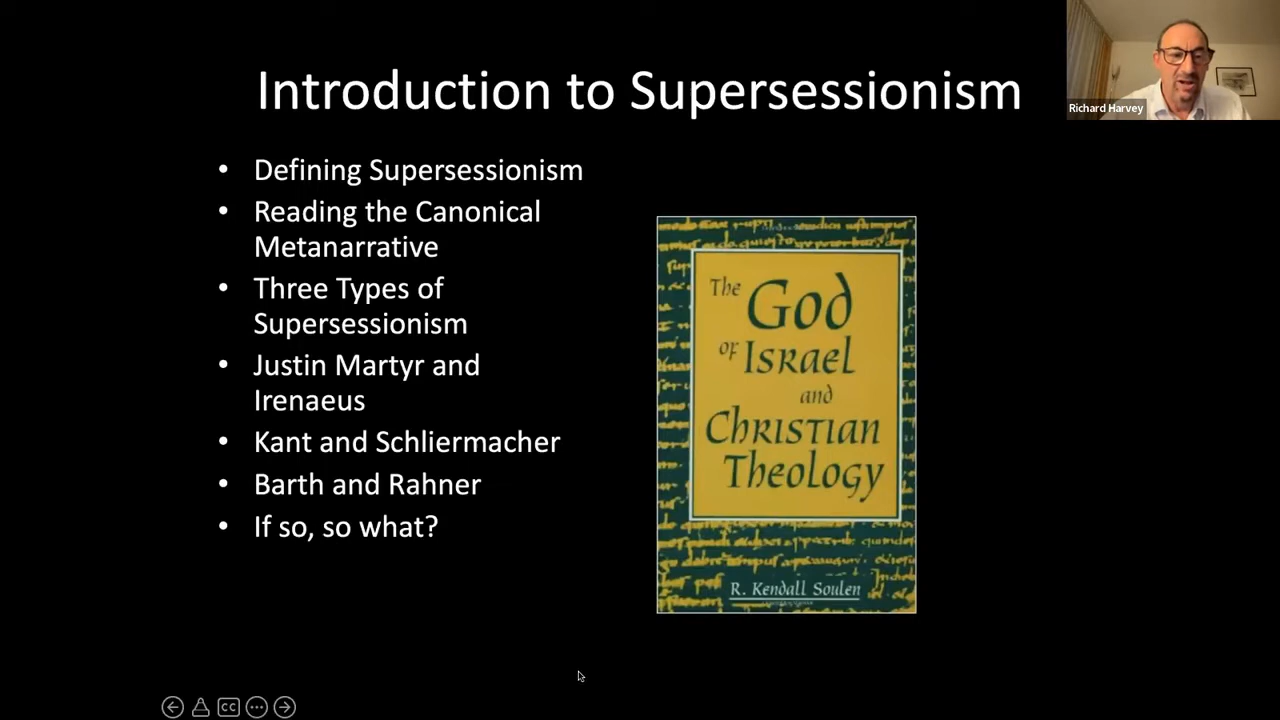 Introduction to Supersessionism
Richard Harvey
• Defining Supersessionism
• Reading the Canonical
Metanarrative
• Three Types of
Supersessionism
• Justin Martyr and
Irenaeus
• Kant and Schliermacher
• Barth and Rahner
• If so, so what?
The
God
of Israel
and
Christian
Theology
R. Kendall Soulen
CC